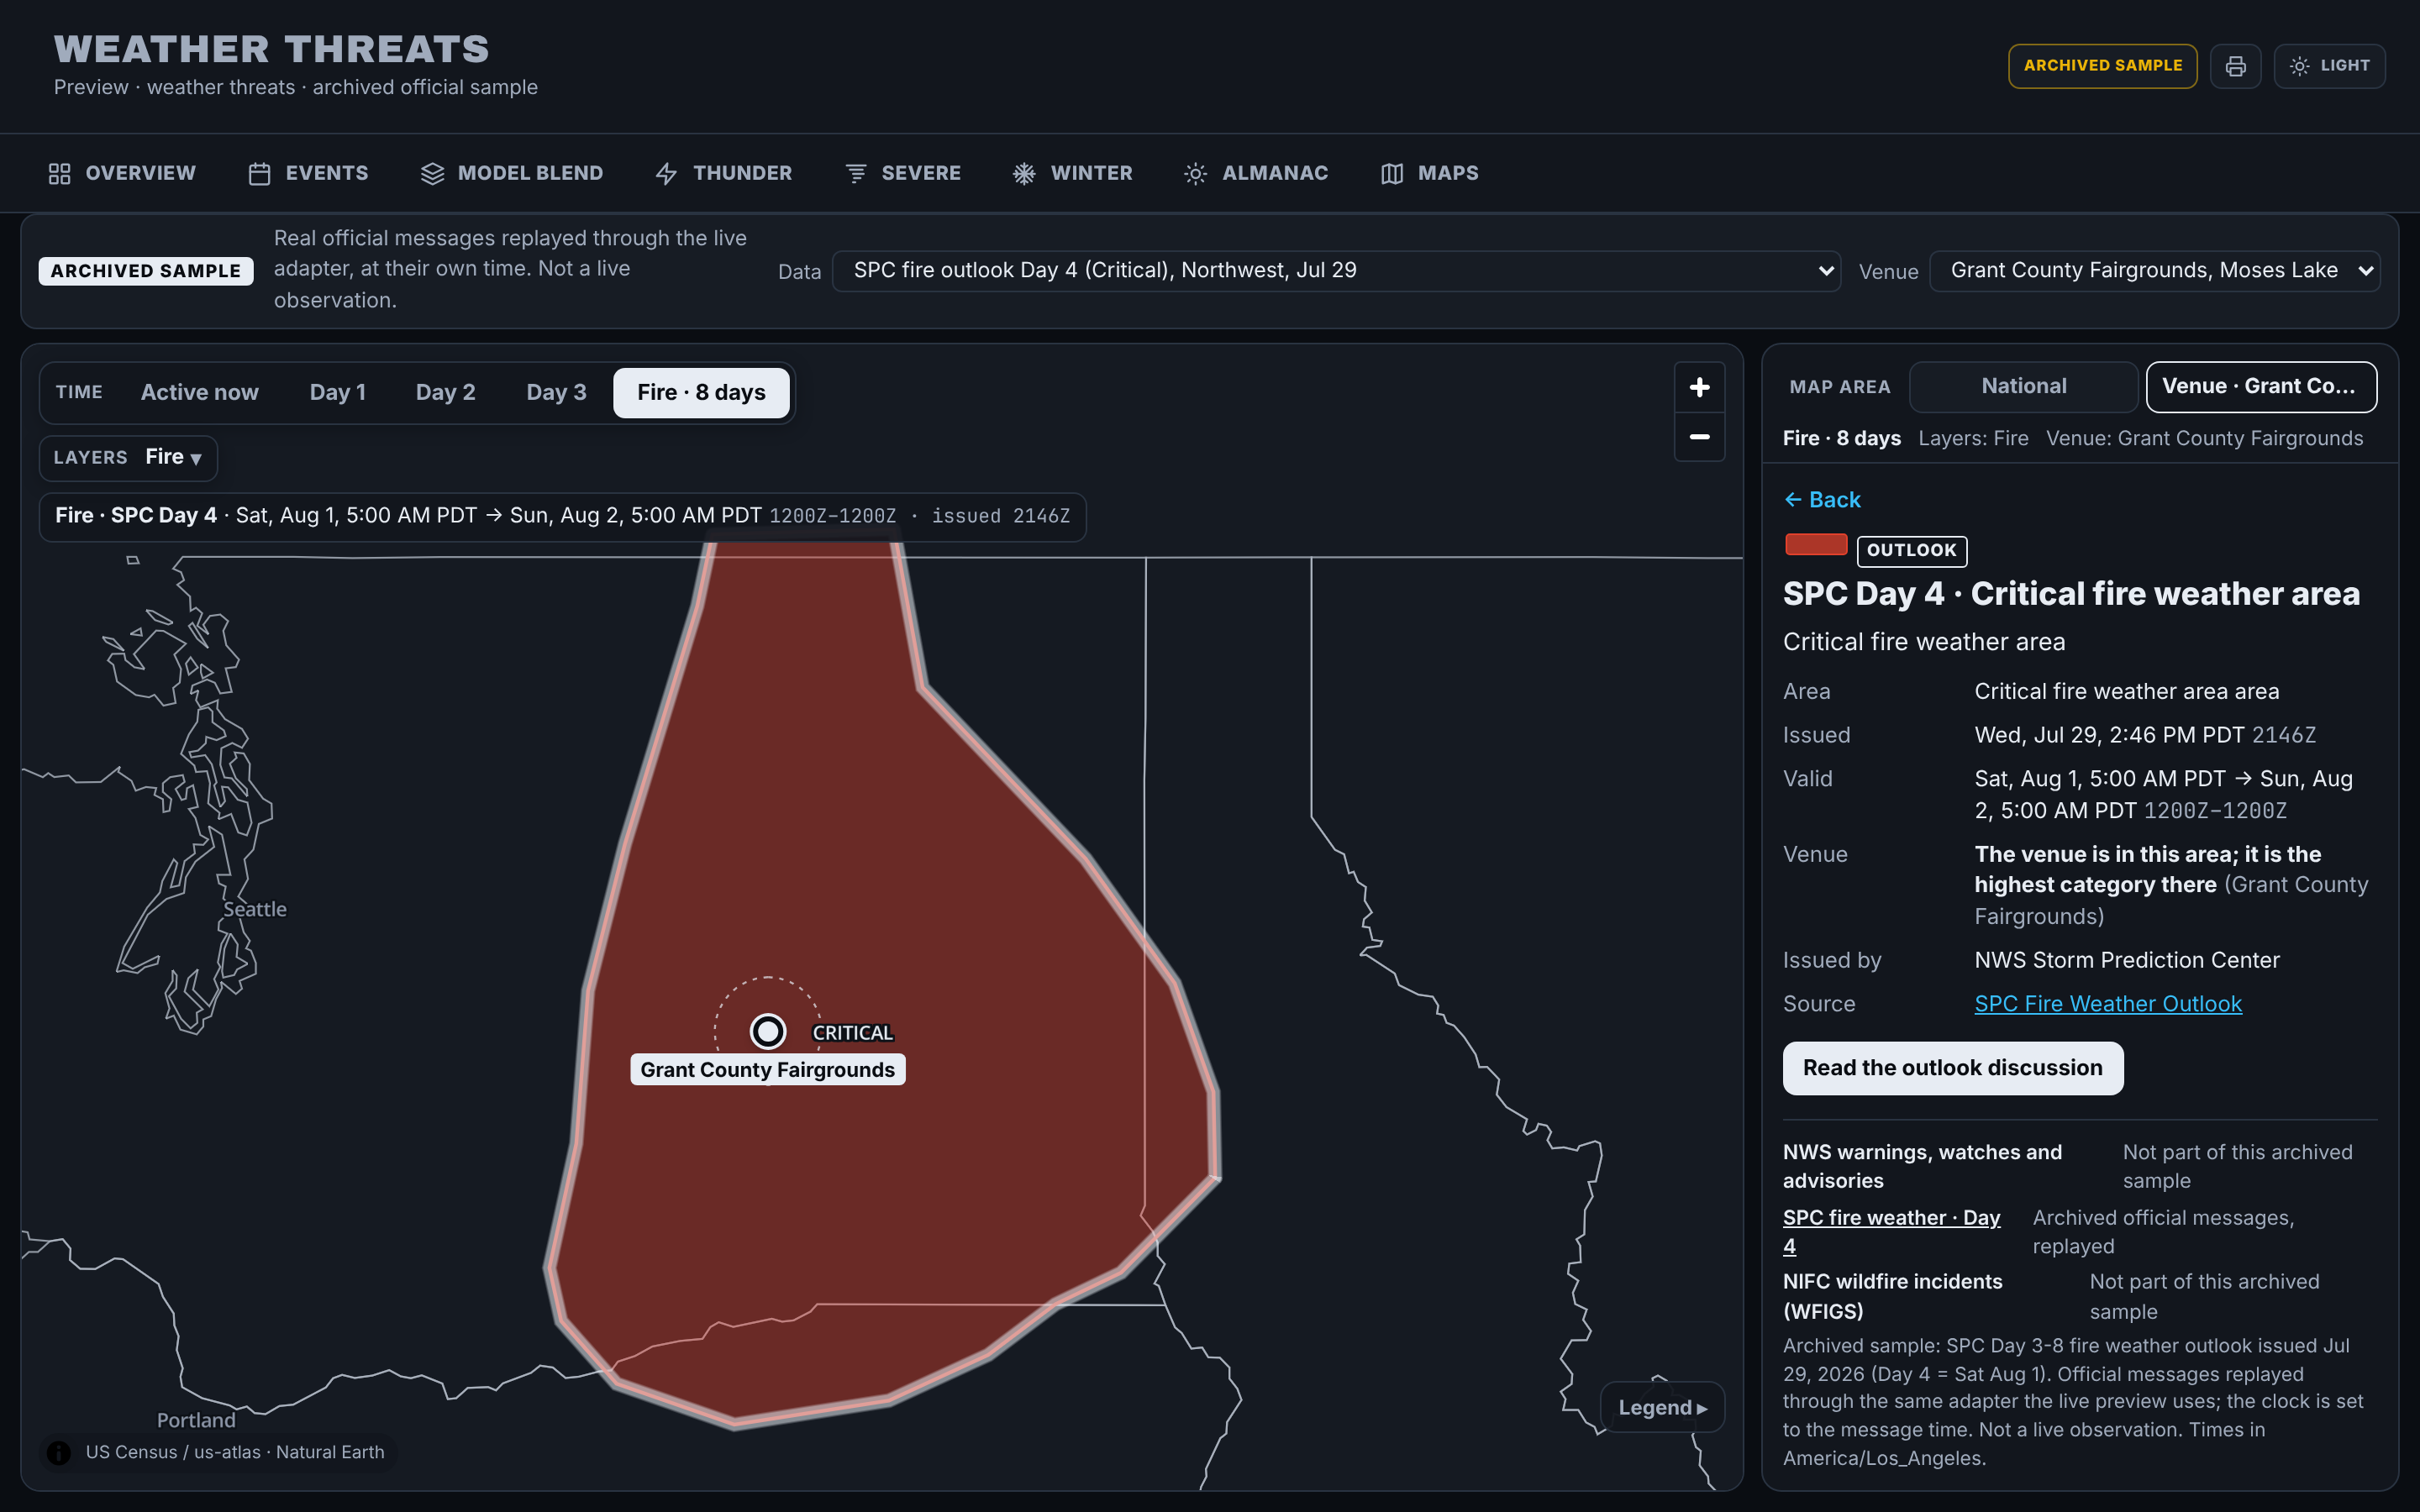 WEATHER THREATS
Preview · weather threats · archived official sample
ARCHIVED SAMPLE
LIGHT
OVERVIEW
EVENTS
MODEL BLEND
THUNDER
SEVERE
WINTER
ALMANAC
MAPS
ARCHIVED SAMPLE
Real official messages replayed through the live
adapter, at their own time. Not a live
observation.
Data
SPC fire outlook Day 4 (Critical), Northwest, Jul 29
Venue
Grant County Fairgrounds, Moses Lake
TIME
Active now
Day 1
Day 2
Day 3
Fire · 8 days
LAYERS Fire ▾
Fire · SPC Day 4 · Sat, Aug 1, 5:00 AM PDT → Sun, Aug 2, 5:00 AM PDT 1200Z–1200Z · issued 2146Z
+
−
Seattle
CRITICAL
Grant County Fairgrounds
Portland
Legend ▸
US Census / us-atlas · Natural Earth
MAP AREA
National
Venue · Grant Co…
Fire · 8 days Layers: Fire Venue: Grant County Fairgrounds
← Back
OUTLOOK
SPC Day 4 · Critical fire weather area
Critical fire weather area
Area Critical fire weather area area
Issued Wed, Jul 29, 2:46 PM PDT 2146Z
Valid Sat, Aug 1, 5:00 AM PDT → Sun, Aug
2, 5:00 AM PDT 1200Z–1200Z
Venue The venue is in this area; it is the
highest category there (Grant County
Fairgrounds)
Issued by NWS Storm Prediction Center
Source SPC Fire Weather Outlook
Read the outlook discussion
NWS warnings, watches and
advisories
Not part of this archived
sample
SPC fire weather · Day
4
Archived official messages,
replayed
NIFC wildfire incidents
(WFIGS)
Not part of this archived
sample
Archived sample: SPC Day 3-8 fire weather outlook issued Jul
29, 2026 (Day 4 = Sat Aug 1). Official messages replayed
through the same adapter the live preview uses; the clock is set
to the message time. Not a live observation. Times in
America/Los_Angeles.